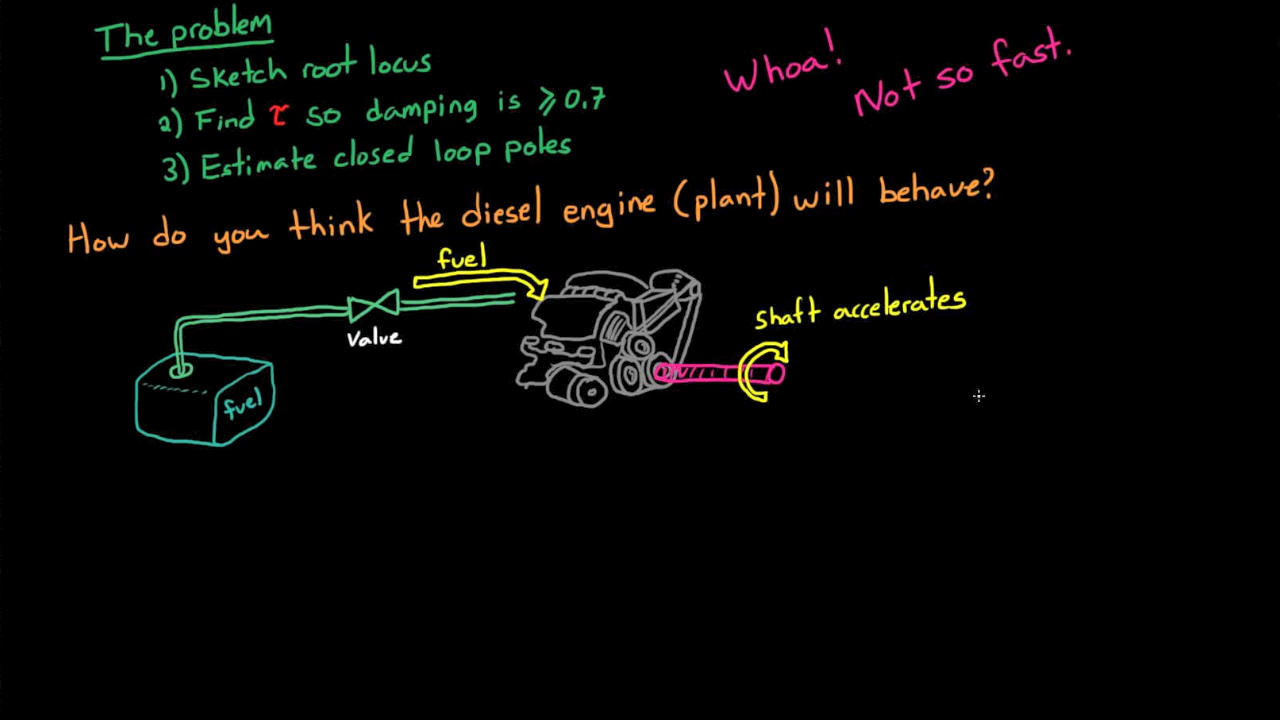 The problem
1) Sketch root locus
2) Find τ so damping is ⩾ 0.7
3) Estimate closed loop poles
Whoa!
Not so fast.
How do you think the diesel engine (plant) will behave?
fuel
Valve
shaft accelerates
fuel